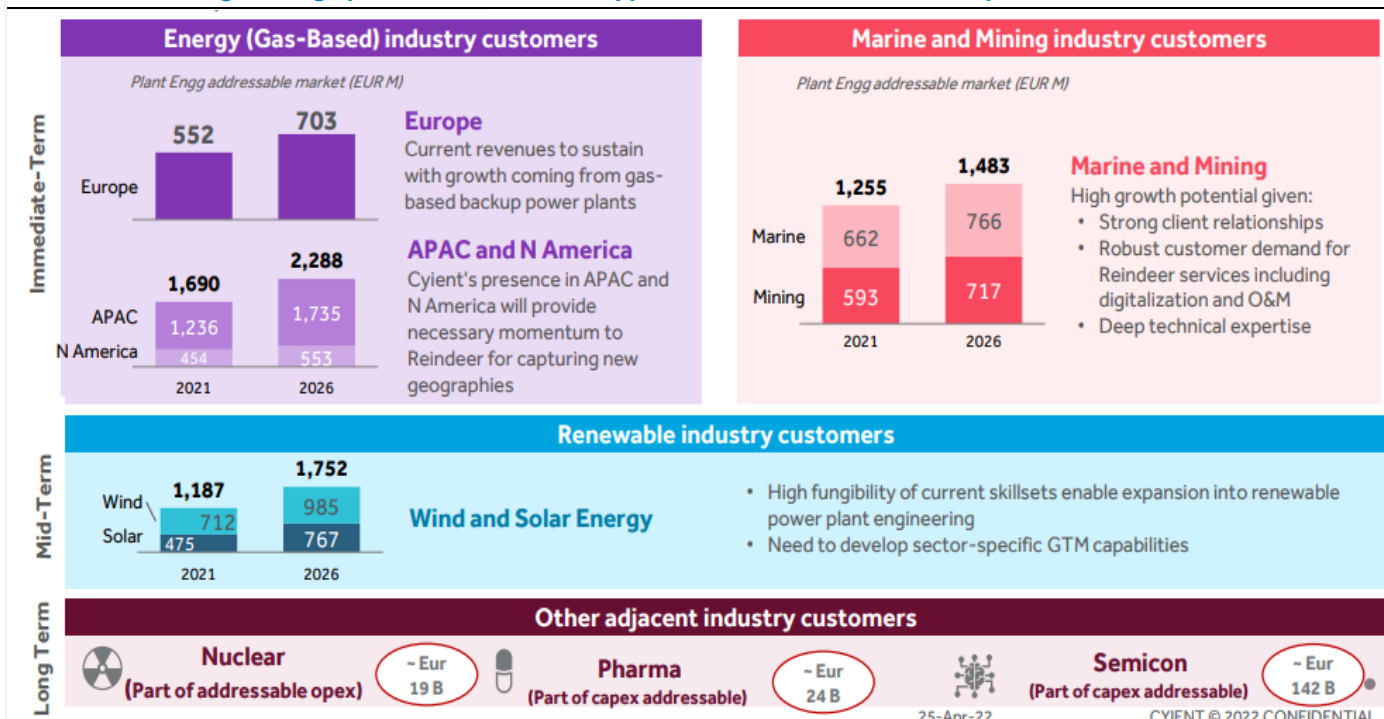 Energy (Gas-Based) industry customers
Plant Engg addressable market (EUR M)
Immediate-Term
552
703
Europe
Europe
Current revenues to sustain
with growth coming from gas-
based backup power plants
1,690
2,288
APAC
1,236
1,735
N America
454
553
2021
2026
APAC and N America
Cyient's presence in APAC and
N America will provide
necessary momentum to
Reindeer for capturing new
geographies
Marine and Mining industry customers
Plant Engg addressable market (EUR M)
1,255
1,483
Marine
662
766
Mining
593
717
2021
2026
Marine and Mining
High growth potential given:
• Strong client relationships
• Robust customer demand for
Reindeer services including
digitalization and O&M
• Deep technical expertise
Mid-Term
Renewable industry customers
1,187
1,752
Wind
712
985
Solar
475
767
2021
2026
Wind and Solar Energy
• High fungibility of current skillsets enable expansion into renewable
power plant engineering
• Need to develop sector-specific GTM capabilities
Long Term
Other adjacent industry customers
Nuclear
(Part of addressable opex)
~ Eur
19 B
Pharma
(Part of capex addressable)
~ Eur
24 B
Semicon
(Part of capex addressable)
~ Eur
142 B
25-Apr-22
CYIENT © 2022 CONFIDENTIAL